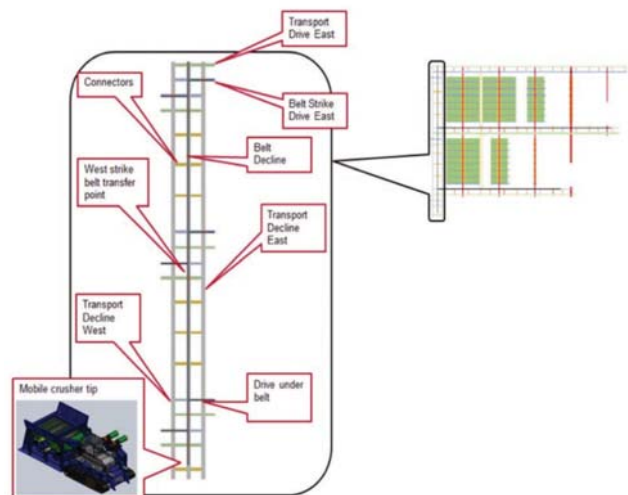 Transport
Drive East
Connectors
Belt Strike
Drive East
Belt
Decline
West strike
belt transfer
point
Transport
Decline
East
Transport
Decline
West
Mobile crusher tip
Drive under
belt